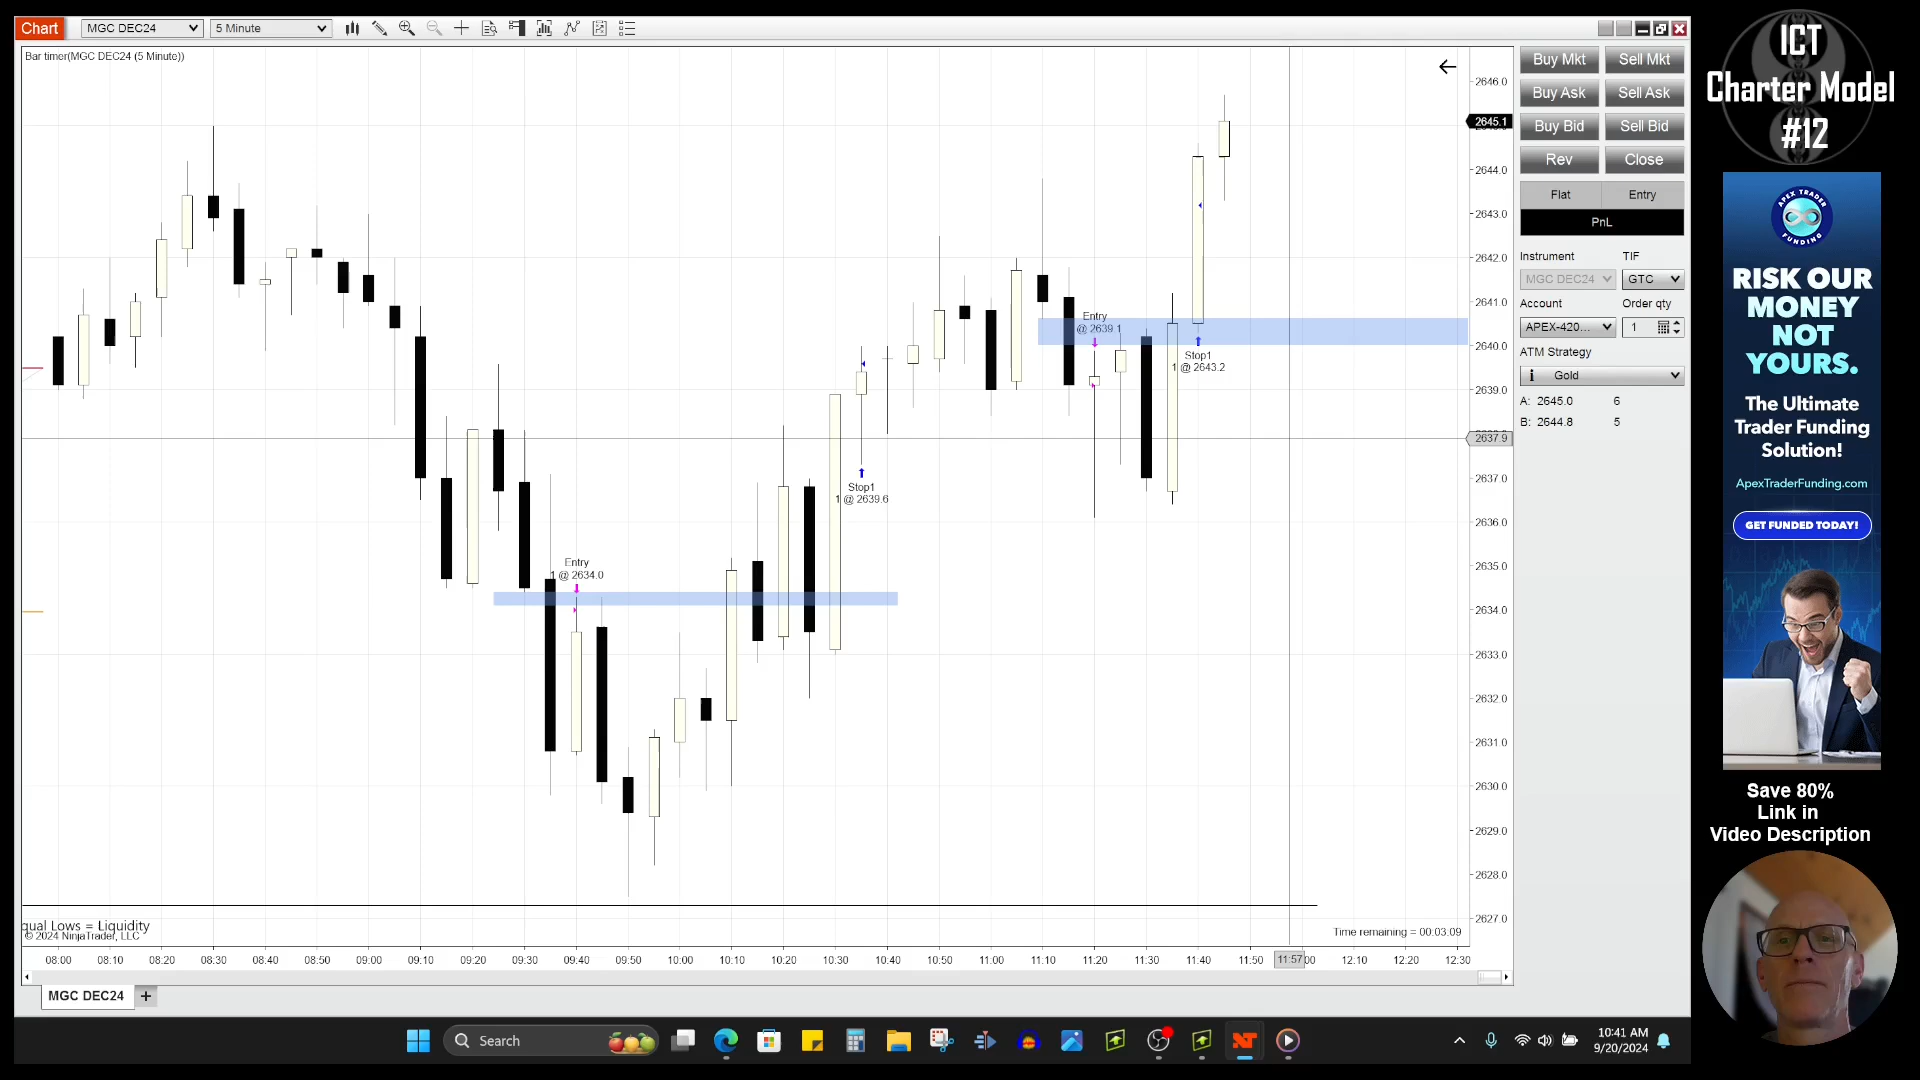 Chart
MGC DEC24
5 Minute
Bar timer(MGC DEC24 (5 Minute))
2646.0
2645.1
2644.0
2643.0
2642.0
2641.0
2640.0
2639.0
2637.9
2637.0
2636.0
2635.0
2634.0
2633.0
2632.0
2631.0
2630.0
2629.0
2628.0
2627.0
Entry
@ 2639.1
Stop1
1 @ 2643.2
Stop1
1 @ 2639.6
Entry
1 @ 2634.0
qual Lows = Liquidity
© 2024 NinjaTrader, LLC
Time remaining = 00:03:09
08:00 08:10 08:20 08:30 08:40 08:50 09:00 09:10 09:20 09:30 09:40 09:50 10:00 10:10 10:20 10:30 10:40 10:50 11:00 11:10 11:20 11:30 11:40 11:50 11:57 :00 12:10 12:20 12:30
MGC DEC24 +
Buy Mkt Sell Mkt
Buy Ask Sell Ask
Buy Bid Sell Bid
Rev Close
Flat Entry
PnL
Instrument TIF
MGC DEC24 GTC
Account Order qty
APEX-420... 1
ATM Strategy
i Gold
A: 2645.0 6
B: 2644.8 5
ICT
Charter Model
#12
APEX TRADER
FUNDING
RISK OUR
MONEY
NOT
YOURS.
The Ultimate
Trader Funding
Solution!
ApexTraderFunding.com
GET FUNDED TODAY!
Save 80%
Link in
Video Description
Search
10:41 AM
9/20/2024